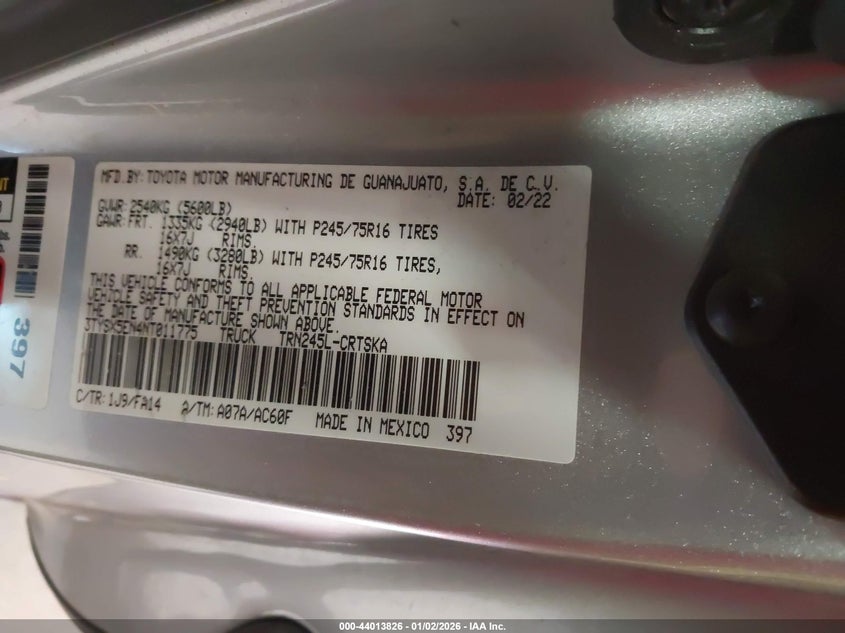 MFD.BY: TOYOTA MOTOR MANUFACTURING DE GUANAJUATO, S.A. DE C.V.
DATE: 02/22
GVWR: 2540KG (5600LB)
GAWR: FRT. 1335KG (2940LB) WITH P245/75R16 TIRES
16X7J RIMS,
RR. 1490KG (3280LB) WITH P245/75R16 TIRES,
16X7J RIMS.
THIS VEHICLE CONFORMS TO ALL APPLICABLE FEDERAL MOTOR
VEHICLE SAFETY AND THEFT PREVENTION STANDARDS IN EFFECT ON
THE DATE OF MANUFACTURE SHOWN ABOVE.
3TYSX5EN4NT011775 TRUCK TRN245L-CRTSKA
C/TR: 1J9/FA14 A/TM: A07A/AC60F MADE IN MEXICO 397
397
000-44013826 - 01/02/2026 - IAA Inc.